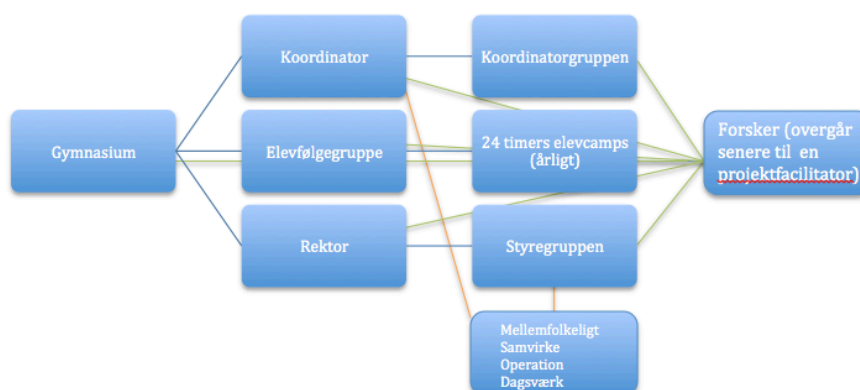 Koordinator
Koordinatorgruppen
Gymnasium
Elevfølgegruppe
24 timers elevcamps
(årligt)
Forsker (overgår
senere til en
projektfacilitator)
Rektor
Styregruppen
Mellemfolkeligt
Samvirke
Operation
Dagsværk